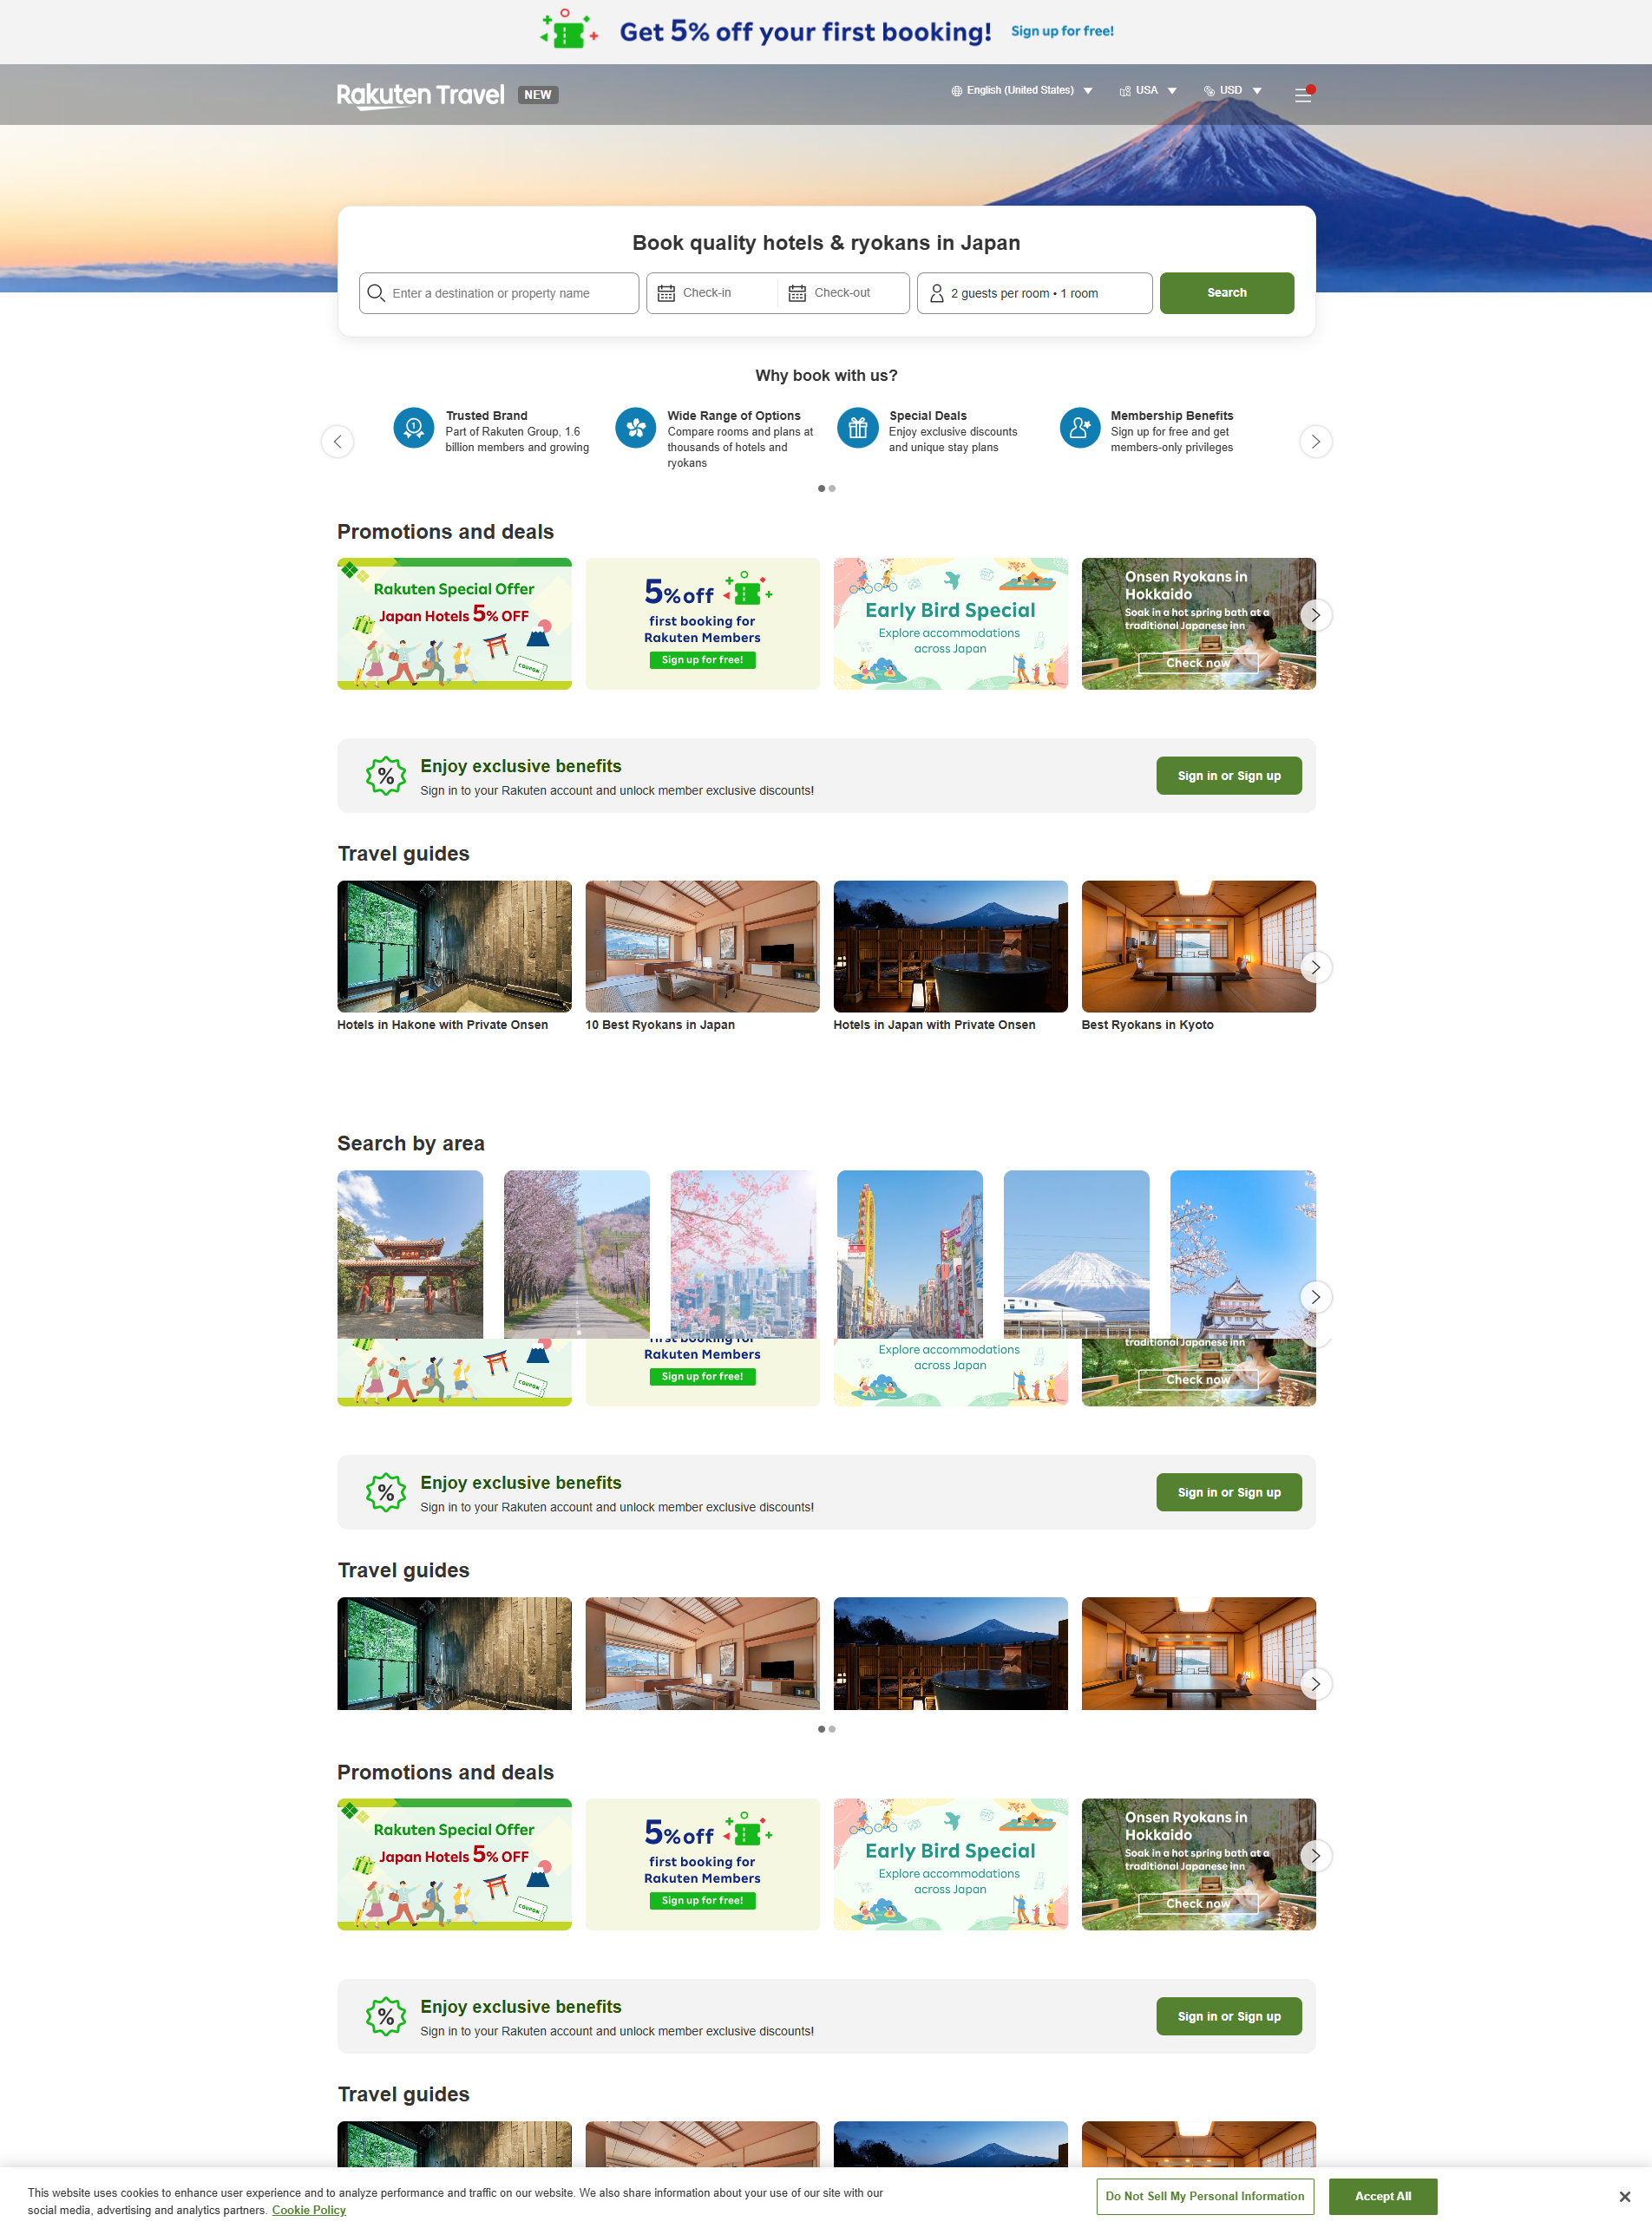 Get 5% off your first booking! Sign up for free!
Rakuten Travel NEW English (United States) USA USD
Book quality hotels & ryokans in Japan
Enter a destination or property name Check-in Check-out 2 guests per room • 1 room Search
Why book with us?
Trusted Brand
Part of Rakuten Group, 1.6
billion members and growing
Wide Range of Options
Compare rooms and plans at
thousands of hotels and
ryokans
Special Deals
Enjoy exclusive discounts
and unique stay plans
Membership Benefits
Sign up for free and get
members-only privileges
Promotions and deals
Rakuten Special Offer
Japan Hotels 5% OFF
COUPON
5% off
first booking for
Rakuten Members
Sign up for free!
Early Bird Special
Explore accommodations
across Japan
Onsen Ryokans in
Hokkaido
Soak in a hot spring bath at a
traditional Japanese inn
Check now
%
Enjoy exclusive benefits
Sign in to your Rakuten account and unlock member exclusive discounts!
Sign in or Sign up
Travel guides
Hotels in Hakone with Private Onsen
10 Best Ryokans in Japan
Hotels in Japan with Private Onsen
Best Ryokans in Kyoto
Search by area
COUPON
first booking for
Rakuten Members
Sign up for free!
Explore accommodations
across Japan
traditional Japanese inn
Check now
%
Enjoy exclusive benefits
Sign in to your Rakuten account and unlock member exclusive discounts!
Sign in or Sign up
Travel guides
Promotions and deals
Rakuten Special Offer
Japan Hotels 5% OFF
COUPON
5% off
first booking for
Rakuten Members
Sign up for free!
Early Bird Special
Explore accommodations
across Japan
Onsen Ryokans in
Hokkaido
Soak in a hot spring bath at a
traditional Japanese inn
Check now
%
Enjoy exclusive benefits
Sign in to your Rakuten account and unlock member exclusive discounts!
Sign in or Sign up
Travel guides
This website uses cookies to enhance user experience and to analyze performance and traffic on our website. We also share information about your use of our site with our
social media, advertising and analytics partners. Cookie Policy
Do Not Sell My Personal Information
Accept All